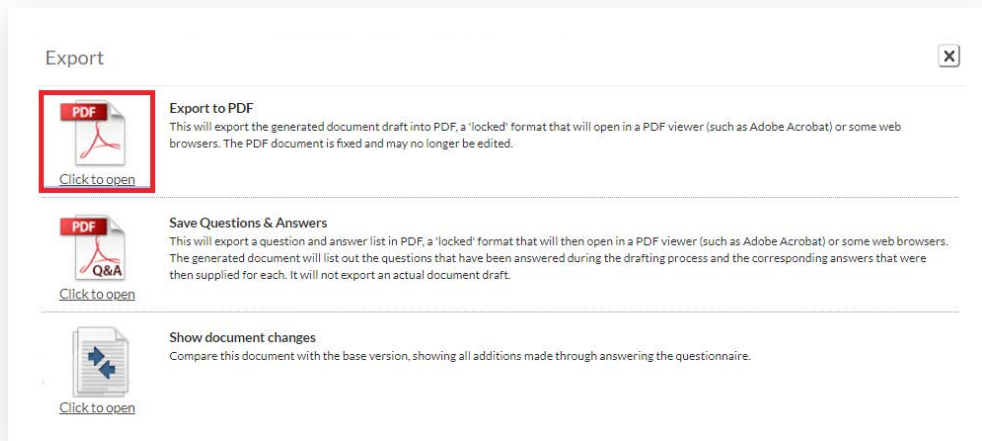 Export
X
PDF
Click to open
Export to PDF
This will export the generated document draft into PDF, a 'locked' format that will open in a PDF viewer (such as Adobe Acrobat) or some web
browsers. The PDF document is fixed and may no longer be edited.
PDF
Q&A
Click to open
Save Questions & Answers
This will export a question and answer list in PDF, a 'locked' format that will then open in a PDF viewer (such as Adobe Acrobat) or some web browsers.
The generated document will list out the questions that have been answered during the drafting process and the corresponding answers that were
then supplied for each. It will not export an actual document draft.
Click to open
Show document changes
Compare this document with the base version, showing all additions made through answering the questionnaire.